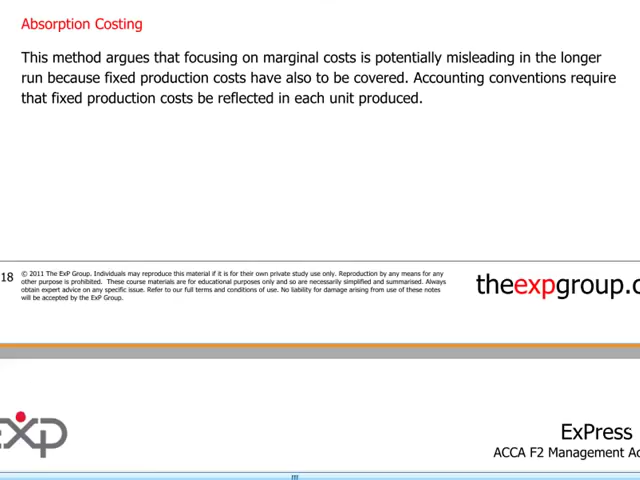 Absorption Costing
This method argues that focusing on marginal costs is potentially misleading in the longer
run because fixed production costs have also to be covered. Accounting conventions require
that fixed production costs be reflected in each unit produced.
18
© 2011 The ExP Group. Individuals may reproduce this material if it is for their own private study use only. Reproduction by any means for any
other purpose is prohibited. These course materials are for educational purposes only and so are necessarily simplified and summarised. Always
obtain expert advice on any specific issue. Refer to our full terms and conditions of use. No liability for damage arising from use of these notes
will be accepted by the ExP Group.
theexpgroup.c
exp
ExPress
ACCA F2 Management Ac
m